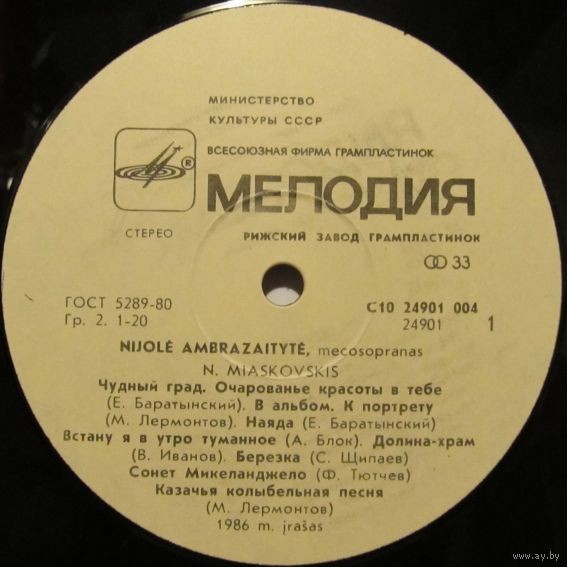 МИНИСТЕРСТВО
КУЛЬТУРЫ СССР
ВСЕСОЮЗНАЯ ФИРМА ГРАМПЛАСТИНОК
®
МЕЛОДИЯ
СТЕРЕО
РИЖСКИЙ ЗАВОД ГРАМПЛАСТИНОК
33
ГОСТ 5289-80
Гр. 2. 1-20
С10 24901 004
24901
1
NIJOLĖ AMBRAZAITYTĖ, mecosopranas
N. MIASKOVSKIS
Чудный град. Очарованье красоты в тебе
(Е. Баратынский). В альбом. К портрету
(М. Лермонтов). Наяда (Е. Баратынский)
Встану я в утро туманное (А. Блок). Долина-храм
(В. Иванов). Березка (С. Щипаев)
Сонет Микеланджело (Ф. Тютчев)
Казачья колыбельная песня
(М. Лермонтов)
1986 m. įrašas
www.ay.by